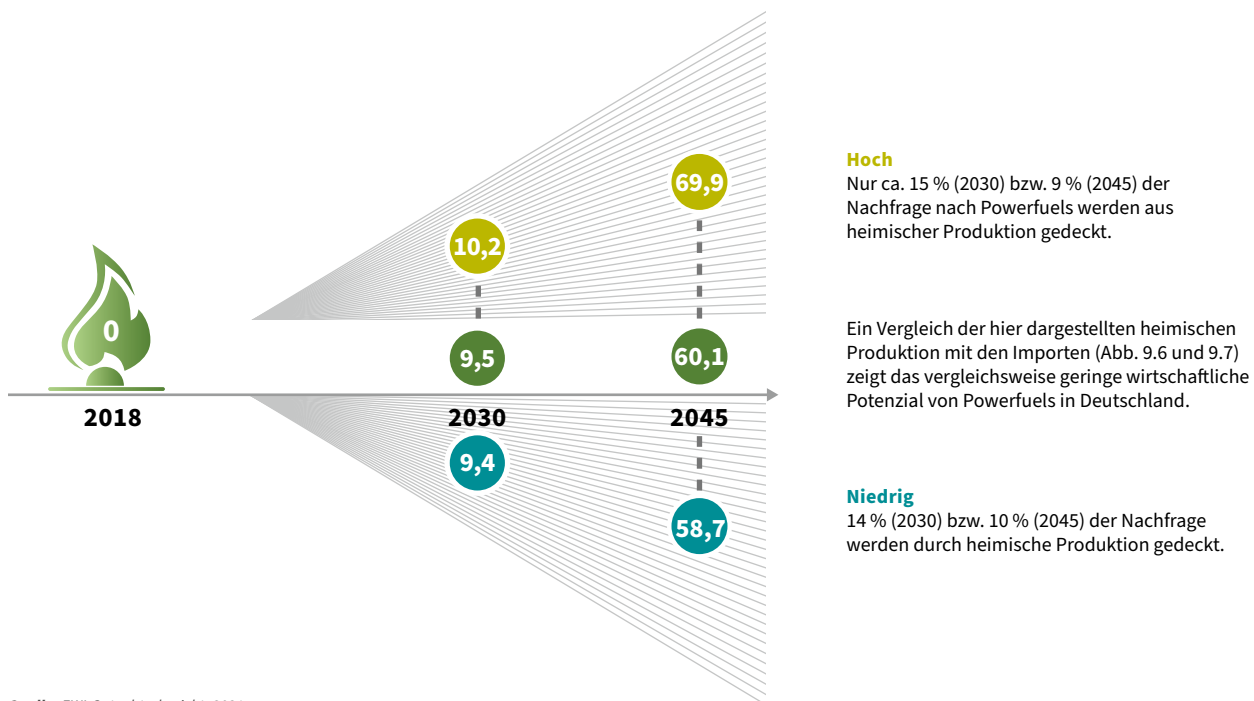 69,9
10,2
0
9,5
60,1
2018
2030
2045
9,4
58,7
Hoch
Nur ca. 15 % (2030) bzw. 9 % (2045) der
Nachfrage nach Powerfuels werden aus
heimischer Produktion gedeckt.
Ein Vergleich der hier dargestellten heimischen
Produktion mit den Importen (Abb. 9.6 und 9.7)
zeigt das vergleichsweise geringe wirtschaftliche
Potenzial von Powerfuels in Deutschland.
Niedrig
14 % (2030) bzw. 10 % (2045) der Nachfrage
werden durch heimische Produktion gedeckt.